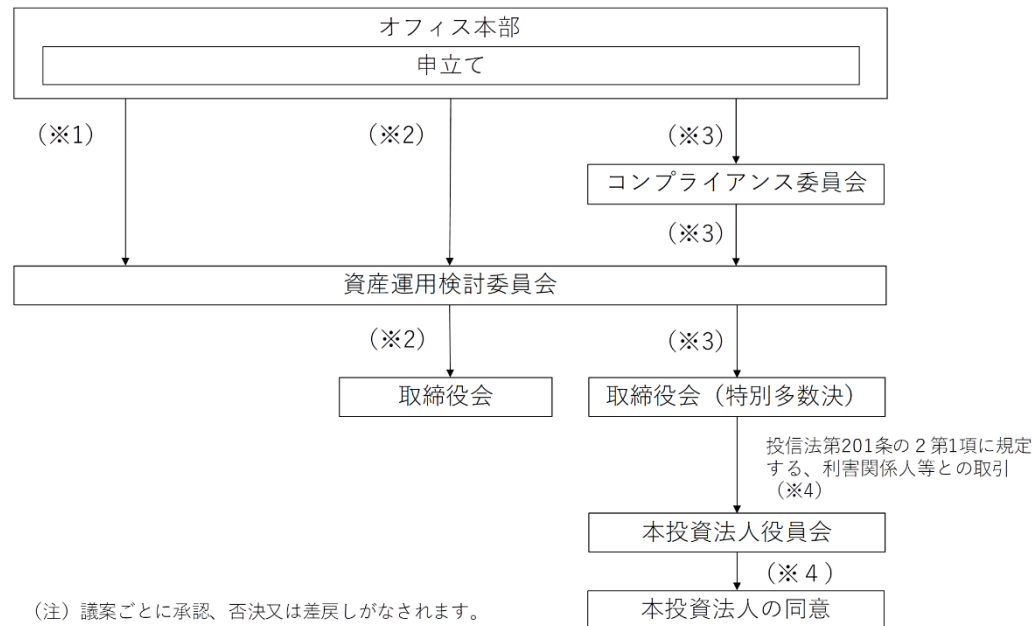 オフィス本部
申立て
（※1）
（※2）
（※3）
コンプライアンス委員会
（※3）
資産運用検討委員会
（※2）
（※3）
取締役会
取締役会（特別多数決）
投信法第201条の２第1項に規定
する、利害関係人等との取引
（※4）
本投資法人役員会
（※４）
本投資法人の同意
（注）議案ごとに承認、否決又は差戻しがなされます。